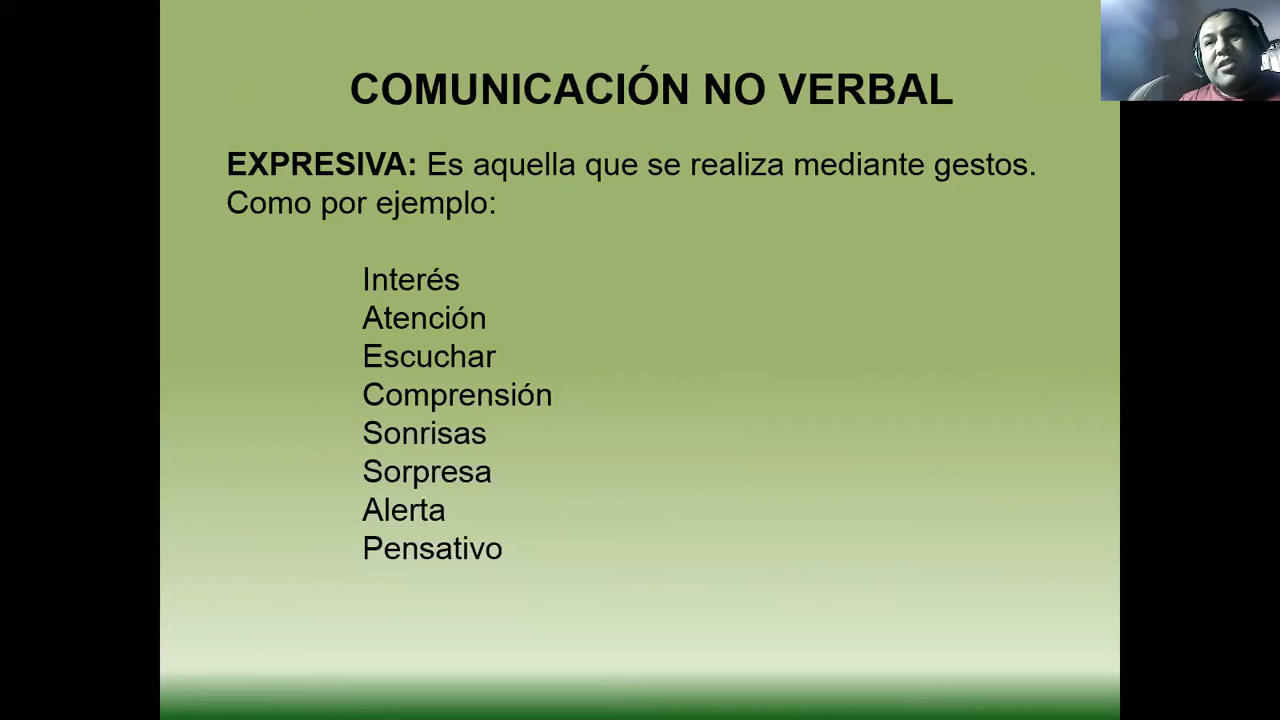 COMUNICACIÓN NO VERBAL
EXPRESIVA: Es aquella que se realiza mediante gestos.
Como por ejemplo:
Interés
Atención
Escuchar
Comprensión
Sonrisas
Sorpresa
Alerta
Pensativo